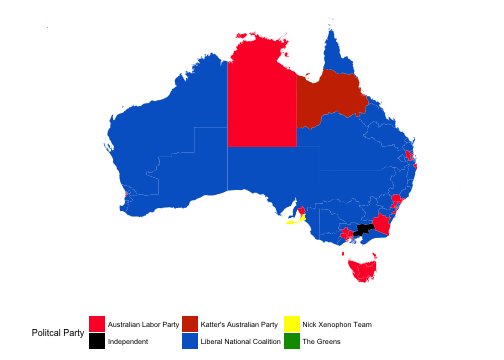 Politcal Party
Australian Labor Party
Katter's Australian Party
Nick Xenophon Team
Independent
Liberal National Coalition
The Greens